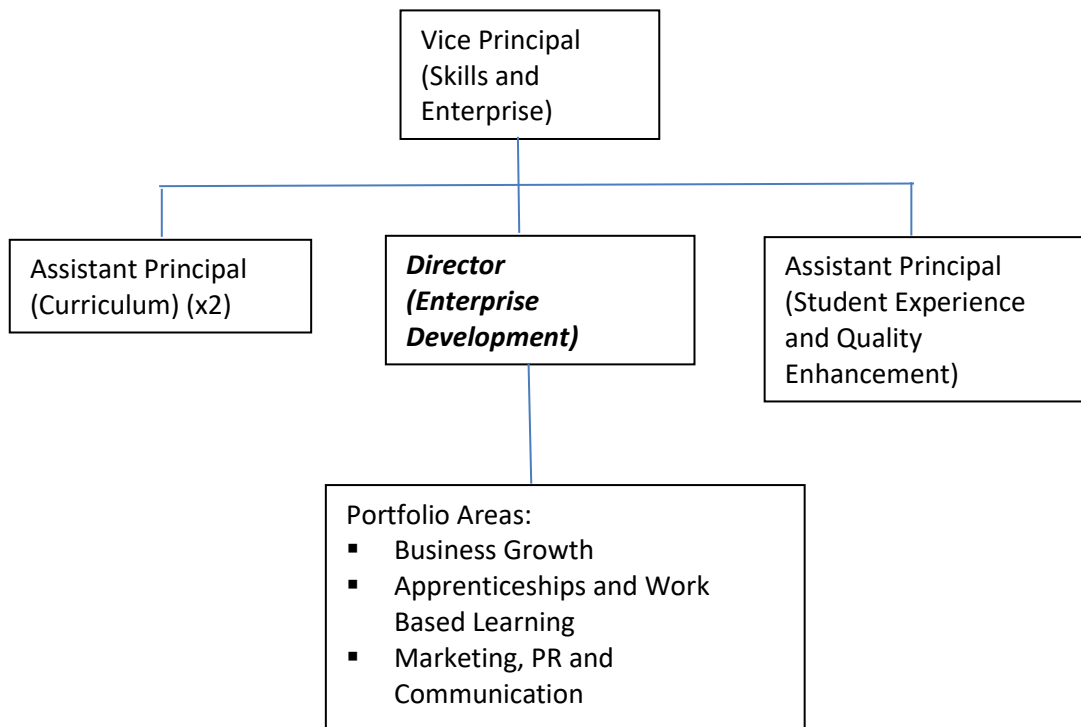 Vice Principal
(Skills and
Enterprise)
Assistant Principal
(Curriculum) (x2)
Director
(Enterprise
Development)
Assistant Principal
(Student Experience
and Quality
Enhancement)
Portfolio Areas:
▪ Business Growth
▪ Apprenticeships and Work
Based Learning
▪ Marketing, PR and
Communication